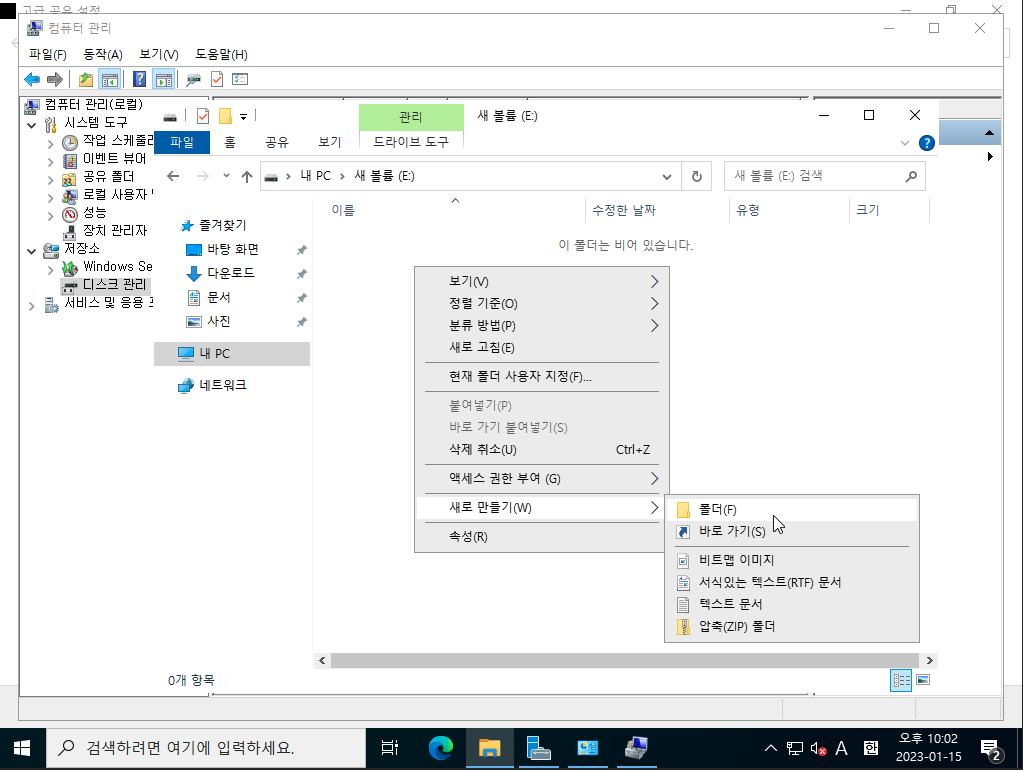 고급 공유 설정
컴퓨터 관리
파일(F) 동작(A) 보기(V) 도움말(H)
컴퓨터 관리(로컬)
시스템 도구
작업 스케줄러
이벤트 뷰어
공유 폴더
로컬 사용자
성능
장치 관리자
저장소
Windows Se
디스크 관리
서비스 및 응용
관리
새 볼륨 (E:)
파일 홈 공유 보기 드라이브 도구
내 PC 새 볼륨 (E:)
새 볼륨 (E:) 검색
즐겨찾기
바탕 화면
다운로드
문서
사진
내 PC
네트워크
이름 수정한 날짜 유형 크기
이 폴더는 비어 있습니다.
보기(V)
정렬 기준(O)
분류 방법(P)
새로 고침(E)
현재 폴더 사용자 지정(F)...
붙여넣기(P)
바로 가기 붙여넣기(S)
삭제 취소(U) Ctrl+Z
액세스 권한 부여 (G)
새로 만들기(W)
속성(R)
폴더(F)
바로 가기(S)
비트맵 이미지
서식있는 텍스트(RTF) 문서
텍스트 문서
압축(ZIP) 폴더
0개 항목
검색하려면 여기에 입력하세요.
A 한
오후 10:02
2023-01-15
2